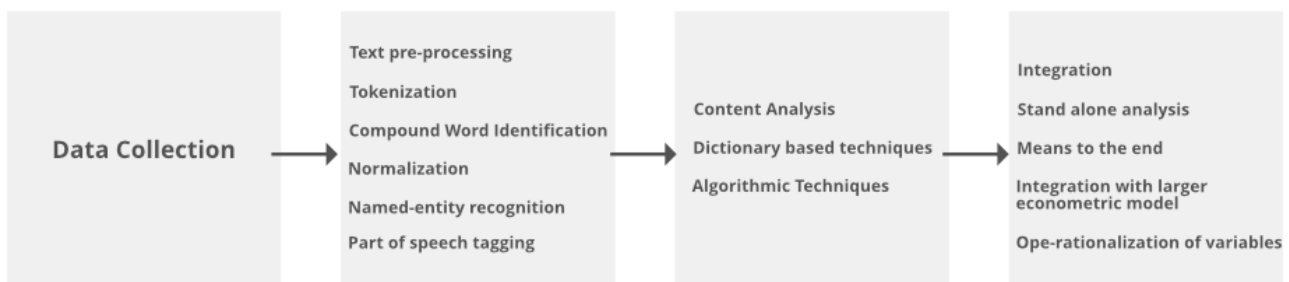 Data Collection
Text pre-processing
Tokenization
Compound Word Identification
Normalization
Named-entity recognition
Part of speech tagging
Content Analysis
Dictionary based techniques
Algorithmic Techniques
Integration
Stand alone analysis
Means to the end
Integration with larger
econometric model
Ope-rationalization of variables